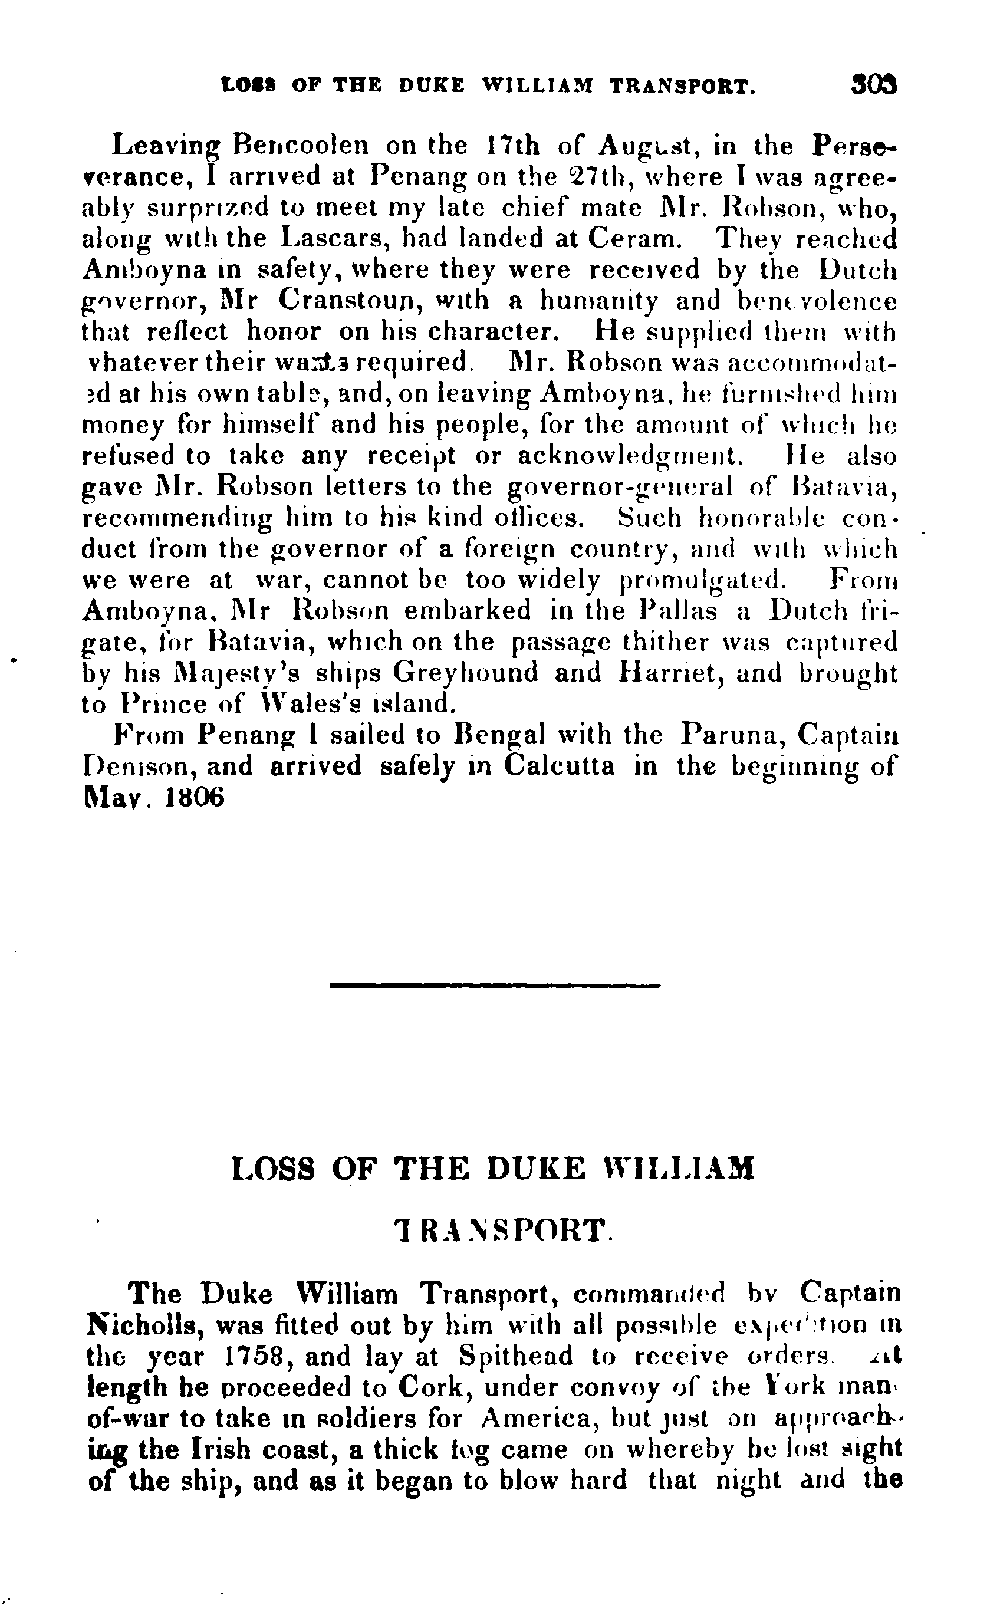 LOSS OF THE DUKE WILLIAM TRANSPORT. 303
Leaving Bencoolen on the 17th of August, in the Perse-
verance, I arrived at Penang on the 27th, where I was agree-
ably surprized to meet my late chief mate Mr. Robson, who,
along with the Lascars, had landed at Ceram. They reached
Amboyna in safety, where they were received by the Dutch
governor, Mr Cranstoun, with a humanity and benevolence
that reflect honor on his character. He supplied them with
whatever their wants required. Mr. Robson was accommodat-
ed at his own table, and, on leaving Amboyna, he furnished him
money for himself and his people, for the amount of which he
refused to take any receipt or acknowledgment. He also
gave Mr. Robson letters to the governor-general of Batavia,
recommending him to his kind offices. Such honorable con-
duct from the governor of a foreign country, and with which
we were at war, cannot be too widely promulgated. From
Amboyna, Mr Robson embarked in the Pallas a Dutch fri-
gate, for Batavia, which on the passage thither was captured
by his Majesty's ships Greyhound and Harriet, and brought
to Prince of Wales's island.
From Penang I sailed to Bengal with the Paruna, Captain
Denison, and arrived safely in Calcutta in the beginning of
May, 1806
LOSS OF THE DUKE WILLIAM
TRANSPORT.
The Duke William Transport, commanded by Captain
Nicholls, was fitted out by him with all possible expedition in
the year 1758, and lay at Spithead to receive orders. At
length he proceeded to Cork, under convoy of the York man-
of-war to take in soldiers for America, but just on approach-
ing the Irish coast, a thick fog came on whereby he lost sight
of the ship, and as it began to blow hard that night and the